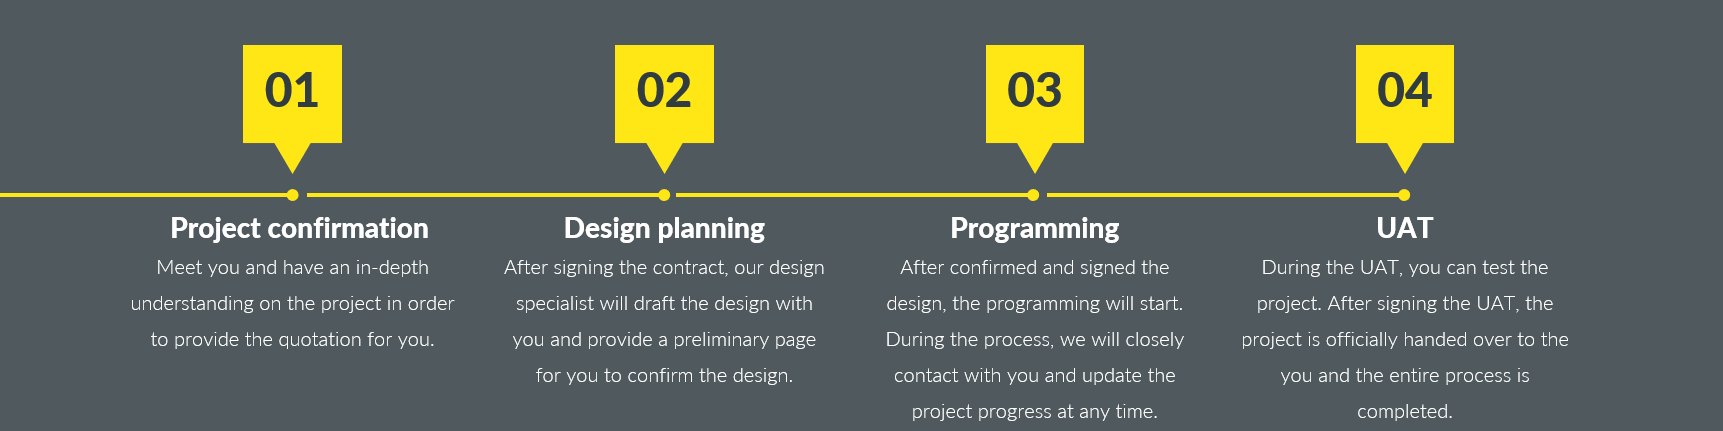 01
Project confirmation
Meet you and have an in-depth
understanding on the project in order
to provide the quotation for you.
02
Design planning
After signing the contract, our design
specialist will draft the design with
you and provide a preliminary page
for you to confirm the design.
03
Programming
After confirmed and signed the
design, the programming will start.
During the process, we will closely
contact with you and update the
project progress at any time.
04
UAT
During the UAT, you can test the
project. After signing the UAT, the
project is officially handed over to the
you and the entire process is
completed.